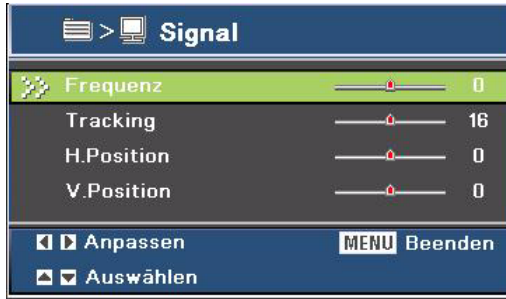 > Signal
Frequenz 0
Tracking 16
H.Position 0
V.Position 0
Anpassen MENU Beenden
Auswählen